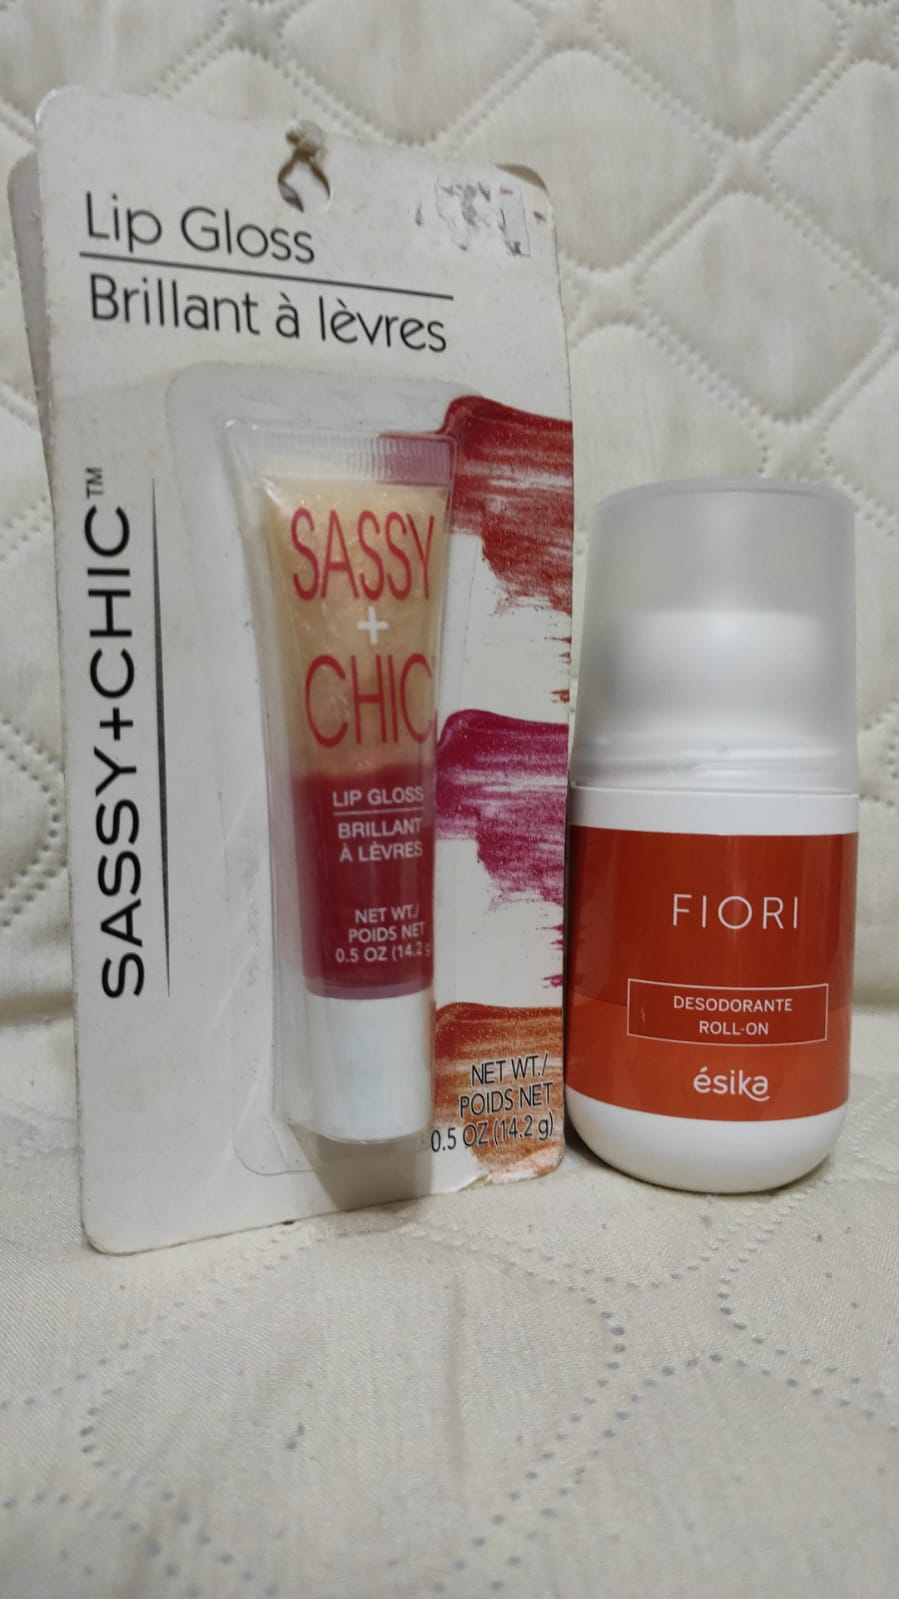 Lip Gloss
Brillant à lèvres
SASSY+CHIC™
SASSY
+
CHIC
LIP GLOSS
BRILLANT
À LÈVRES
NET WT./
POIDS NET
0.5 OZ (14.2 g
NET WT./
POIDS NET
0.5 OZ (14.2 g)
FIORI
DESODORANTE
ROLL-ON
ésika